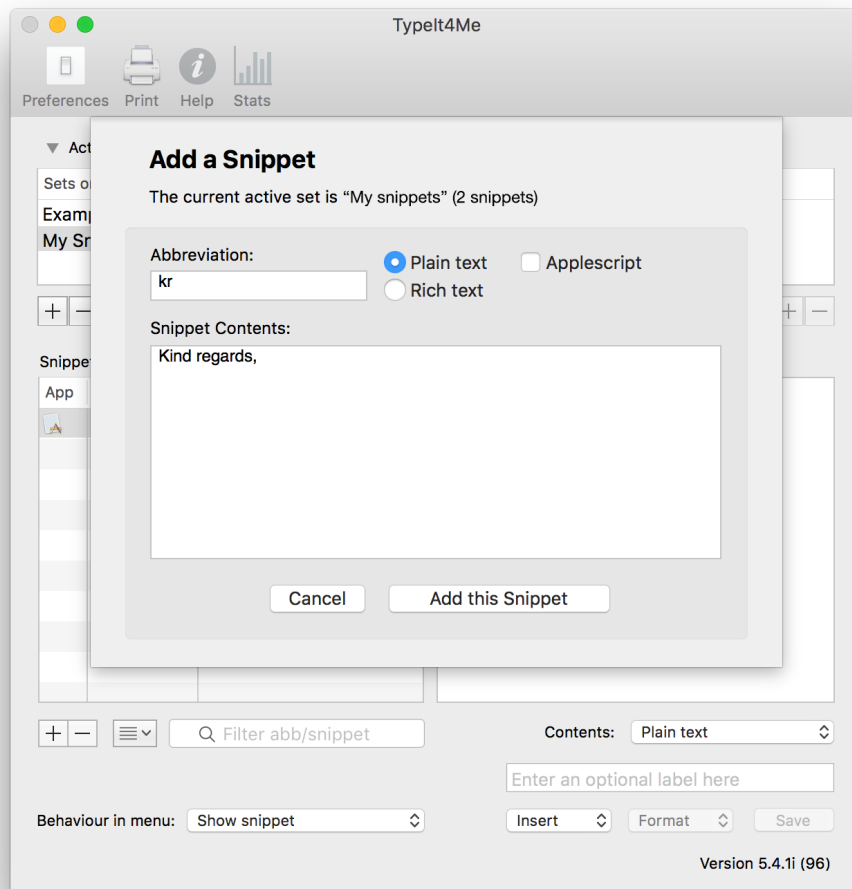 TypeIt4Me
Preferences Print Help Stats
Add a Snippet
The current active set is “My snippets” (2 snippets)
Abbreviation:
kr
Plain text
Applescript
Rich text
Snippet Contents:
Kind regards,
Cancel
Add this Snippet
App
Filter abb/snippet
Contents:
Plain text
Enter an optional label here
Behaviour in menu:
Show snippet
Insert
Format
Save
Version 5.4.1i (96)